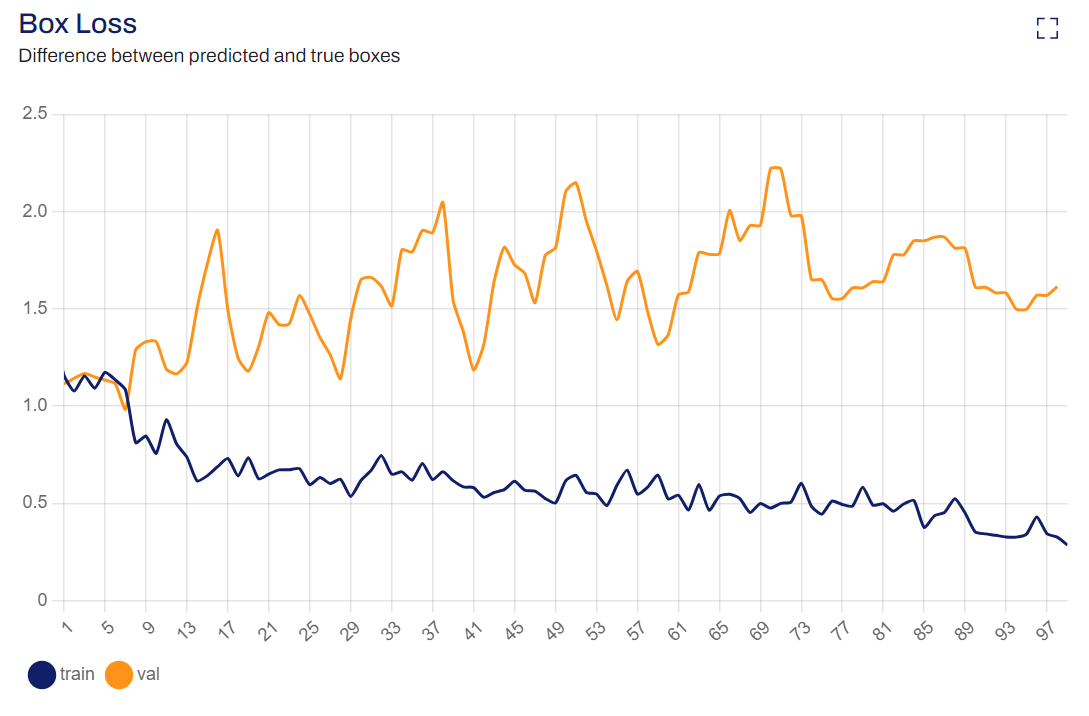 Box Loss
Difference between predicted and true boxes
2.5
2.0
1.5
1.0
0.5
0
1 5 9 13 17 21 25 29 33 37 41 45 49 53 57 61 65 69 73 77 81 85 89 93 97
train val